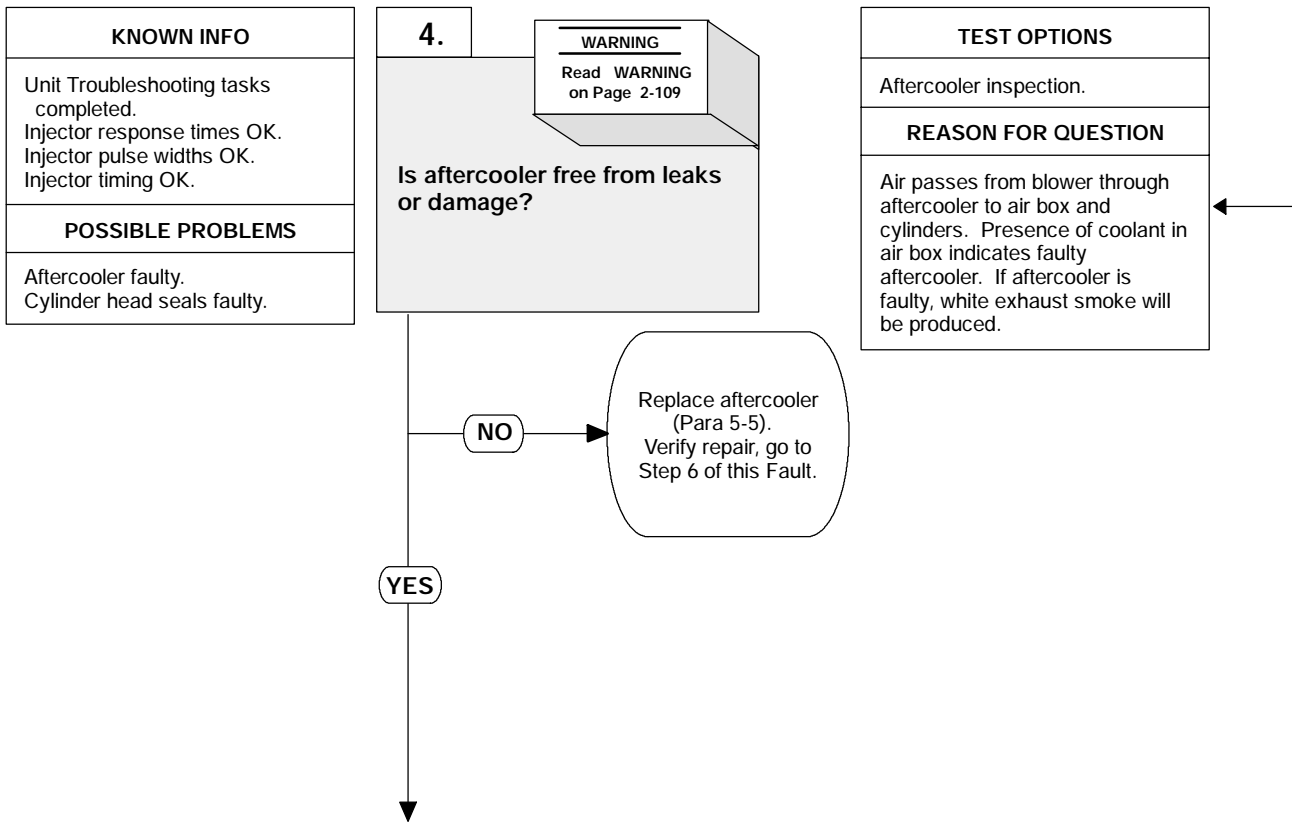 KNOWN INFO
Unit Troubleshooting tasks
completed.
Injector response times OK.
Injector pulse widths OK.
Injector timing OK.
POSSIBLE PROBLEMS
Aftercooler faulty.
Cylinder head seals faulty.
4.
WARNING
Read WARNING
on Page 2-109
Is aftercooler free from leaks
or damage?
TEST OPTIONS
Aftercooler inspection.
REASON FOR QUESTION
Air passes from blower through
aftercooler to air box and
cylinders. Presence of coolant in
air box indicates faulty
aftercooler. If aftercooler is
faulty, white exhaust smoke will
be produced.
NO
Replace aftercooler
(Para 5-5).
Verify repair, go to
Step 6 of this Fault.
YES